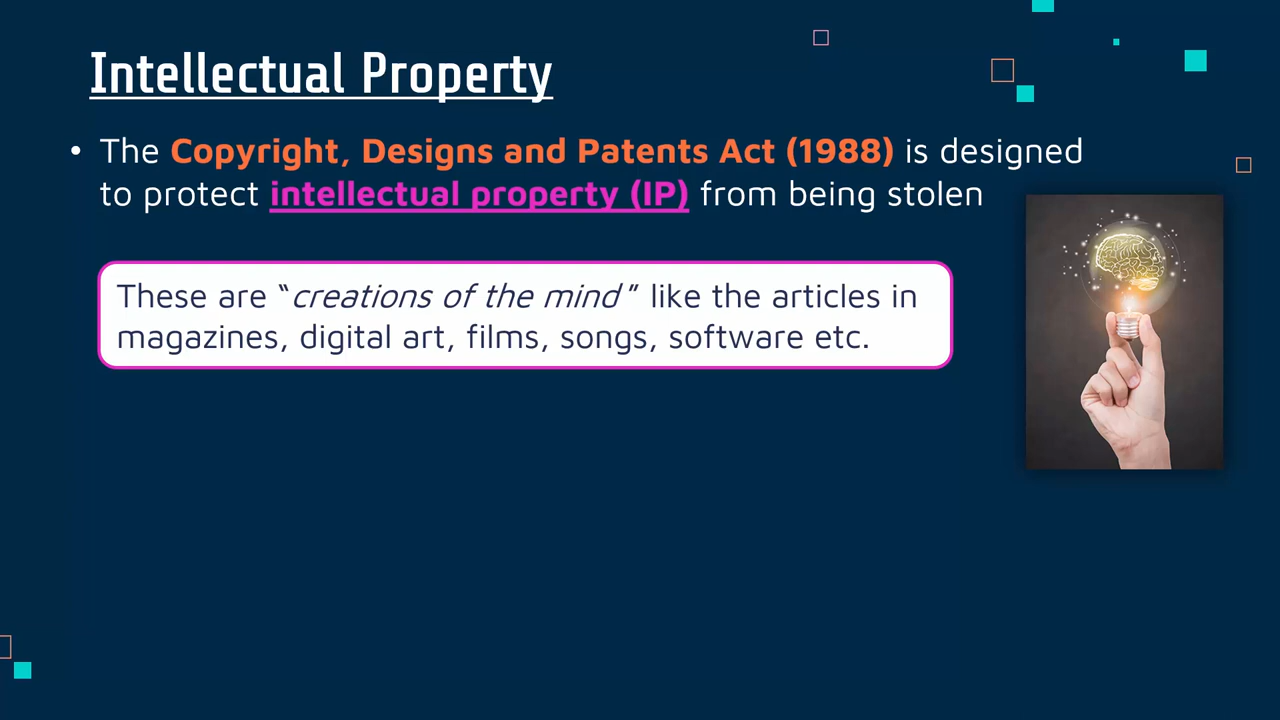 Intellectual Property
• The Copyright, Designs and Patents Act (1988) is designed
to protect intellectual property (IP) from being stolen
These are “creations of the mind” like the articles in
magazines, digital art, films, songs, software etc.